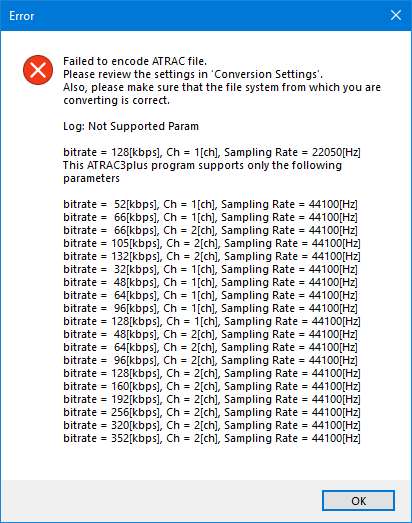 Error
Failed to encode ATRAC file.
Please review the settings in 'Conversion Settings'.
Also, please make sure that the file system from which you are
converting is correct.
Log: Not Supported Param
bitrate = 128[kbps], Ch = 1[ch], Sampling Rate = 22050[Hz]
This ATRAC3plus program supports only the following
parameters
bitrate =  52[kbps], Ch = 1[ch], Sampling Rate = 44100[Hz]
bitrate =  66[kbps], Ch = 1[ch], Sampling Rate = 44100[Hz]
bitrate =  66[kbps], Ch = 2[ch], Sampling Rate = 44100[Hz]
bitrate = 105[kbps], Ch = 2[ch], Sampling Rate = 44100[Hz]
bitrate = 132[kbps], Ch = 2[ch], Sampling Rate = 44100[Hz]
bitrate =  32[kbps], Ch = 1[ch], Sampling Rate = 44100[Hz]
bitrate =  48[kbps], Ch = 1[ch], Sampling Rate = 44100[Hz]
bitrate =  64[kbps], Ch = 1[ch], Sampling Rate = 44100[Hz]
bitrate =  96[kbps], Ch = 1[ch], Sampling Rate = 44100[Hz]
bitrate = 128[kbps], Ch = 1[ch], Sampling Rate = 44100[Hz]
bitrate =  48[kbps], Ch = 2[ch], Sampling Rate = 44100[Hz]
bitrate =  64[kbps], Ch = 2[ch], Sampling Rate = 44100[Hz]
bitrate =  96[kbps], Ch = 2[ch], Sampling Rate = 44100[Hz]
bitrate = 128[kbps], Ch = 2[ch], Sampling Rate = 44100[Hz]
bitrate = 160[kbps], Ch = 2[ch], Sampling Rate = 44100[Hz]
bitrate = 192[kbps], Ch = 2[ch], Sampling Rate = 44100[Hz]
bitrate = 256[kbps], Ch = 2[ch], Sampling Rate = 44100[Hz]
bitrate = 320[kbps], Ch = 2[ch], Sampling Rate = 44100[Hz]
bitrate = 352[kbps], Ch = 2[ch], Sampling Rate = 44100[Hz]
OK